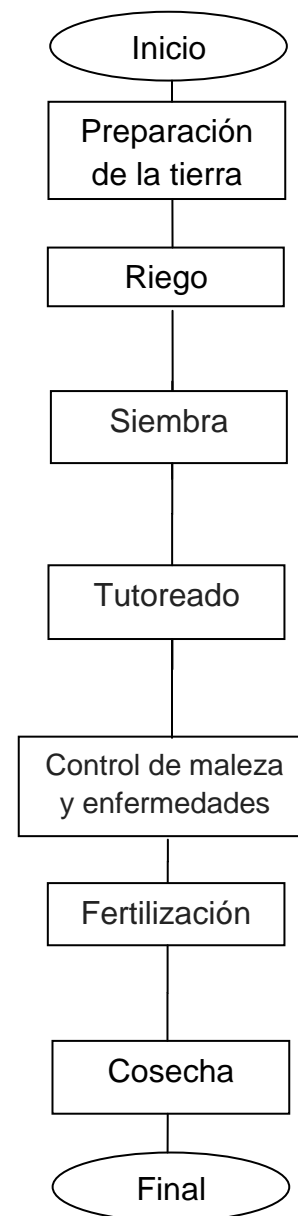 Inicio
Preparación
de la tierra
Riego
Siembra
Tutoreado
Control de maleza
y enfermedades
Fertilización
Cosecha
Final